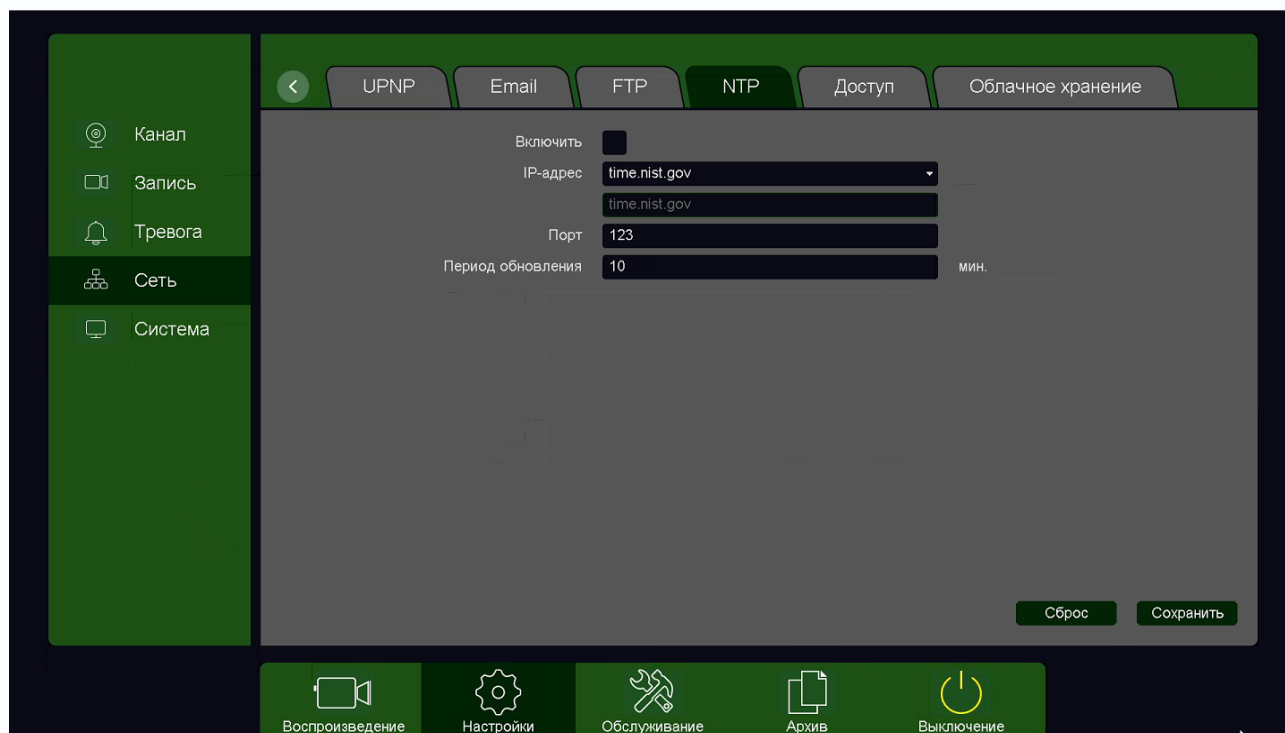 UPNP Email FTP NTP Доступ Облачное хранение
Канал
Запись
Тревога
Сеть
Система
Включить
IP-адрес time.nist.gov
time.nist.gov
Порт 123
Период обновления 10 мин.
Сброс Сохранить
Воспроизведение Настройки Обслуживание Архив Выключение